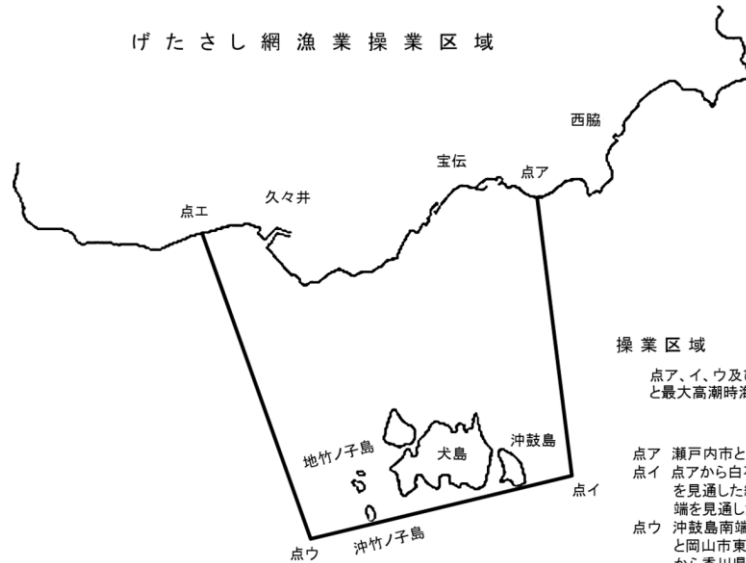 げたさし網漁業操業区域
西脇
宝伝
点ア
久々井
点エ
操業区域
点ア、イ、ウ及び
と最大高潮時海
地竹ノ子島
犬島
沖鼓島
点イ
点ウ
沖竹ノ子島
点ア 瀬戸内市と
点イ 点アから白石
を見通した線
端を見通し
点ウ 沖鼓島南端
と岡山市東